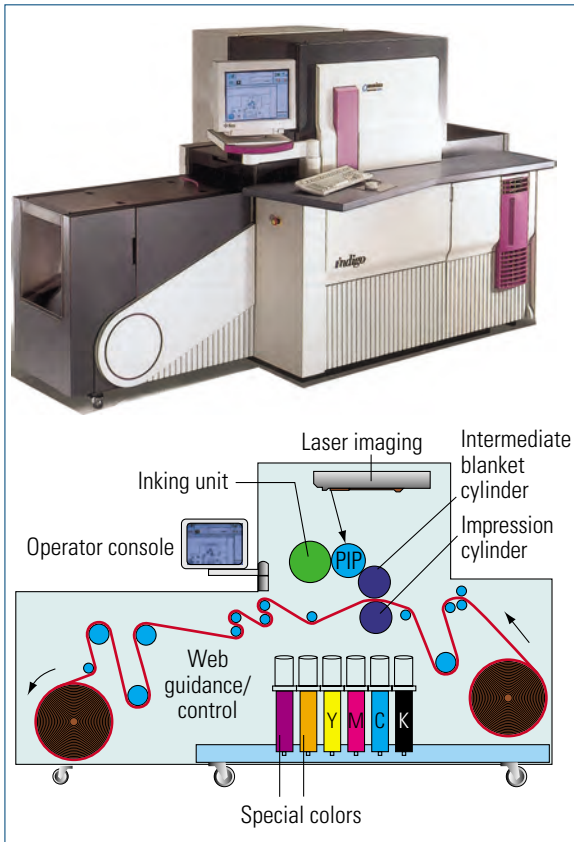 indigo
Laser imaging
Intermediate
blanket
cylinder
Inking unit
Impression
cylinder
Operator console
PIP
Web
guidance/
control
Y M C K
Special colors